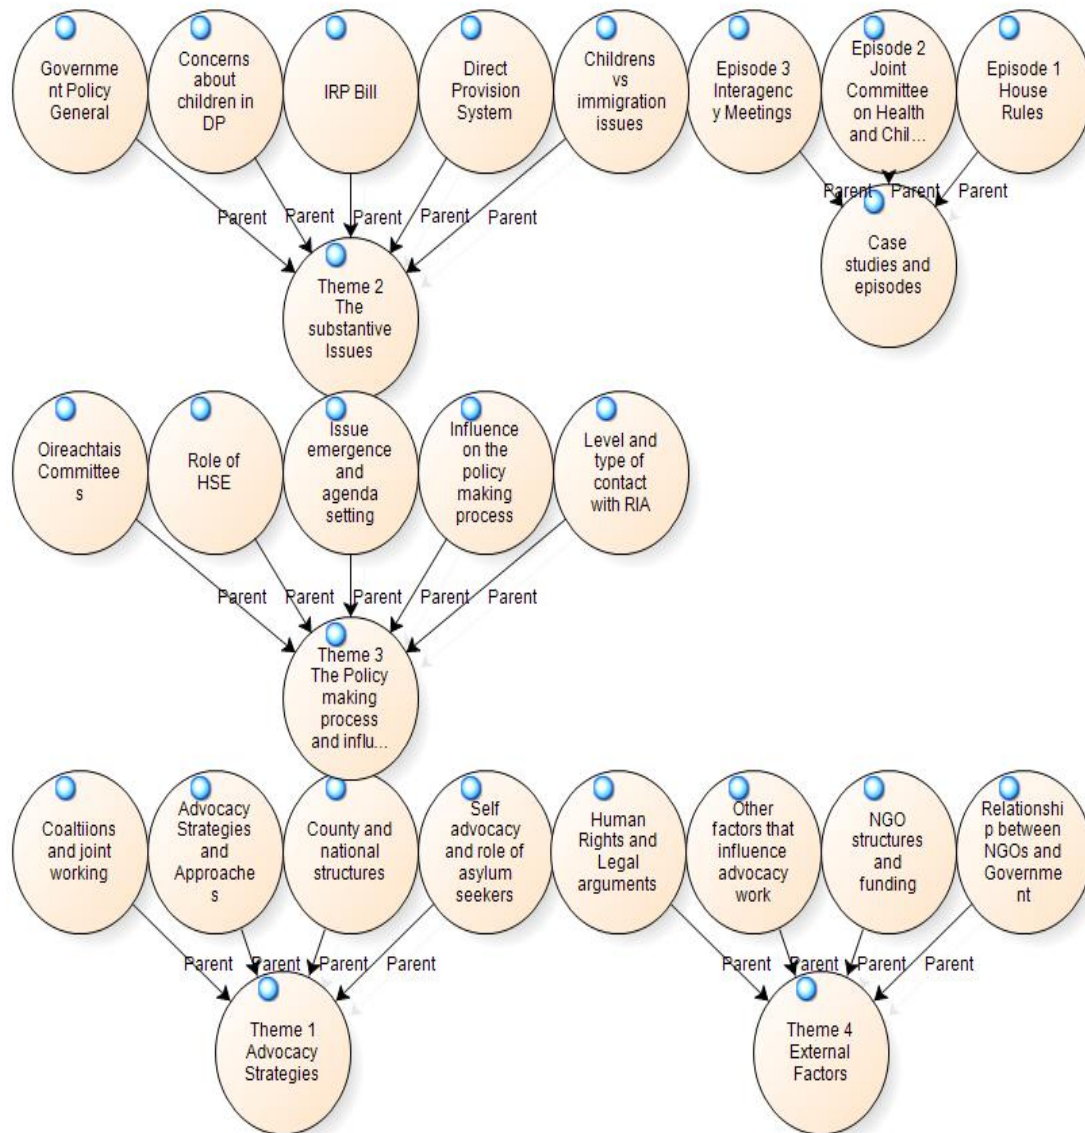 Governme
nt Policy
General
Concerns
about
children in
DP
IRP Bill
Direct
Provision
System
Childrens
vs
immigration
issues
Episode 3
Interagenc
y Meetings
Episode 2
Joint
Committee
on Health
and Chil...
Episode 1
House
Rules
Parent
Parent
Parent
Parent
Parent
Parent
Parent
Parent
Theme 2
The
substantive
Issues
Case
studies and
episodes
Oireachtais
Committee
s
Role of
HSE
Issue
emergence
and
agenda
setting
Influence
on the
policy
making
process
Level and
type of
contact
with RIA
Parent
Parent
Parent
Parent
Parent
Theme 3
The Policy
making
process
and influ...
Coaltiions
and joint
working
Advocacy
Strategies
and
Approache
s
County and
national
structures
Self
advocacy
and role of
asylum
seekers
Human
Rights and
Legal
arguments
Other
factors that
influence
advocacy
work
NGO
structures
and
funding
Relationshi
p between
NGOs and
Governme
nt
Parent
Parent
Parent
Parent
Parent
Parent
Parent
Parent
Theme 1
Advocacy
Strategies
Theme 4
External
Factors